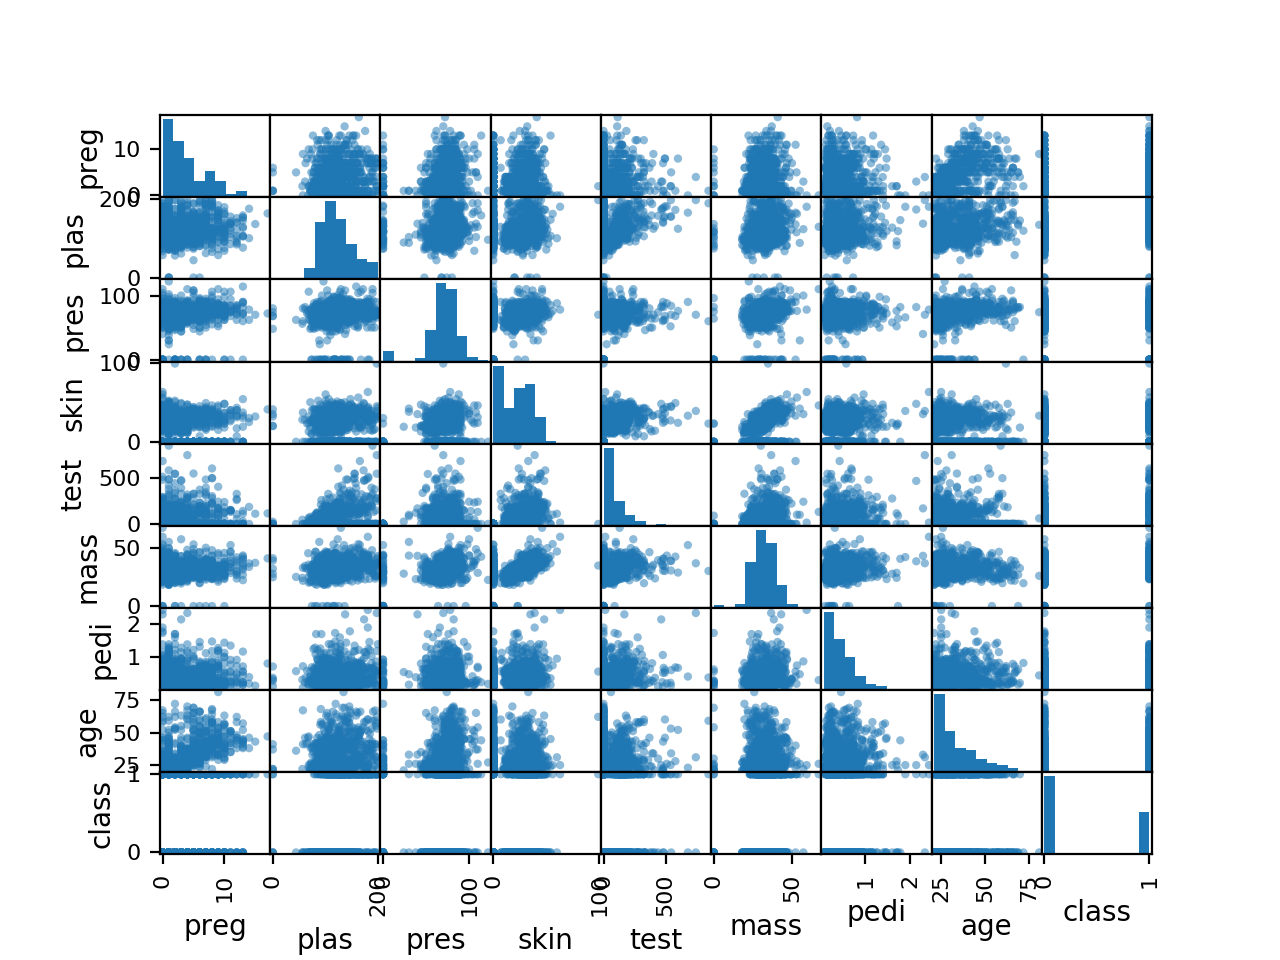 preg
10
0
plas
200
0
pres
100
0
skin
100
0
test
500
0
mass
50
0
pedi
2
1
age
75
50
25
class
1
0
0 10 0 200 0 100 0 100 0 500 0 50 1 2 25 50 75 0 1
preg plas pres skin test mass pedi age class